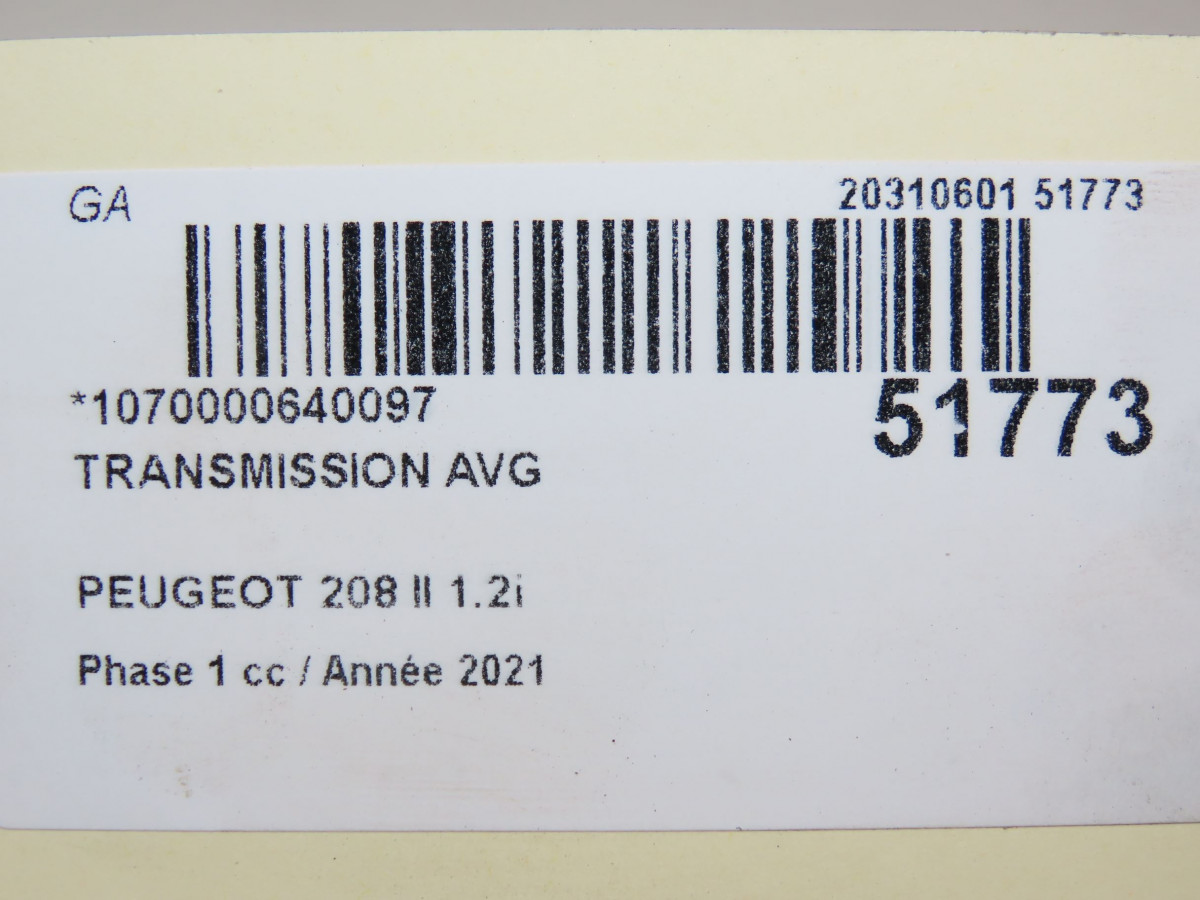 GA
20310601 51773
*1070000640097
51773
TRANSMISSION AVG
PEUGEOT 208 II 1.2i
Phase 1 cc / Année 2021